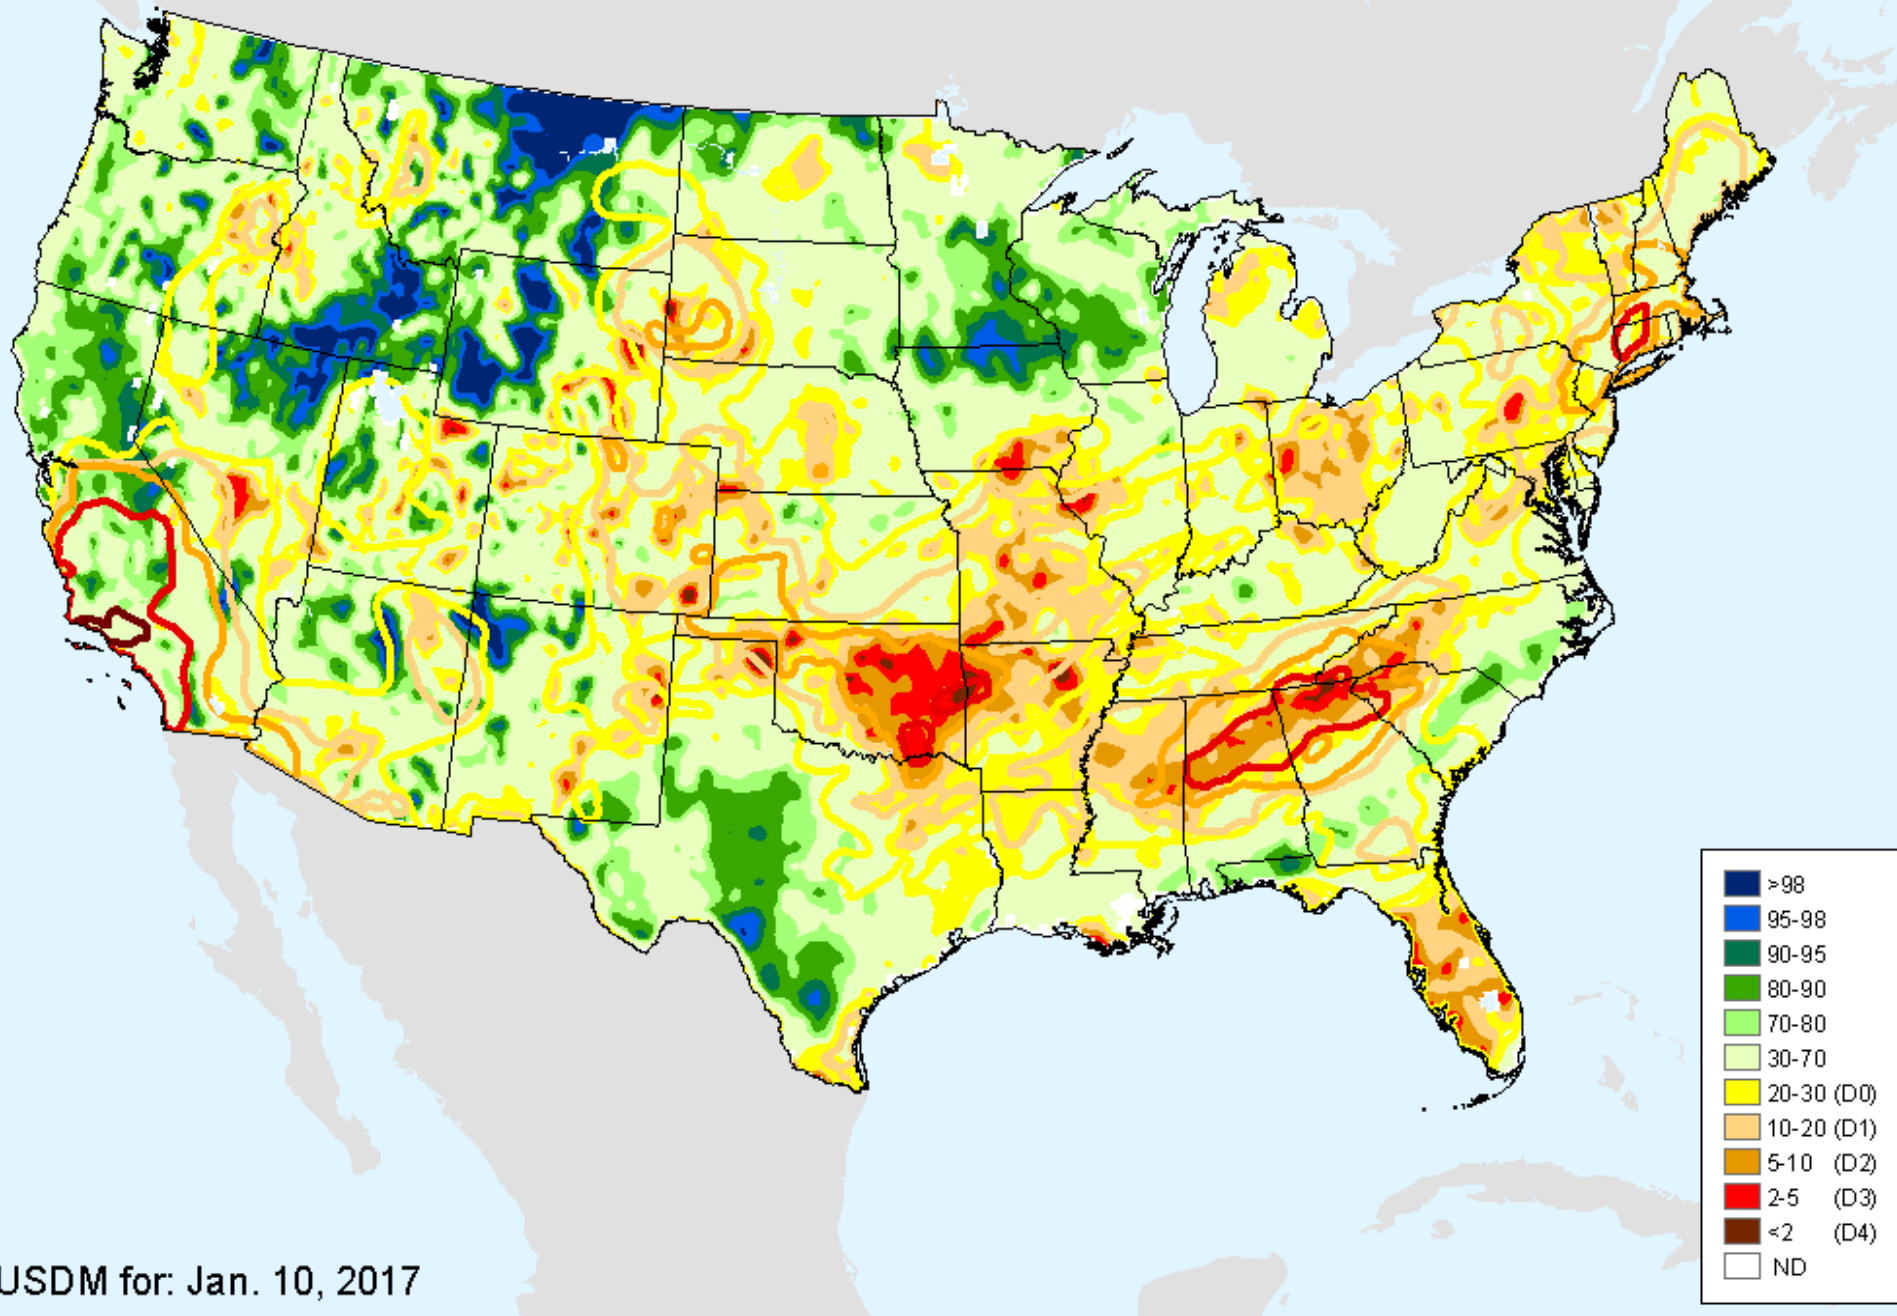 >98
95-98
90-95
80-90
70-80
30-70
20-30 (D0)
10-20 (D1)
5-10 (D2)
2-5 (D3)
<2 (D4)
ND
USDM for: Jan. 10, 2017